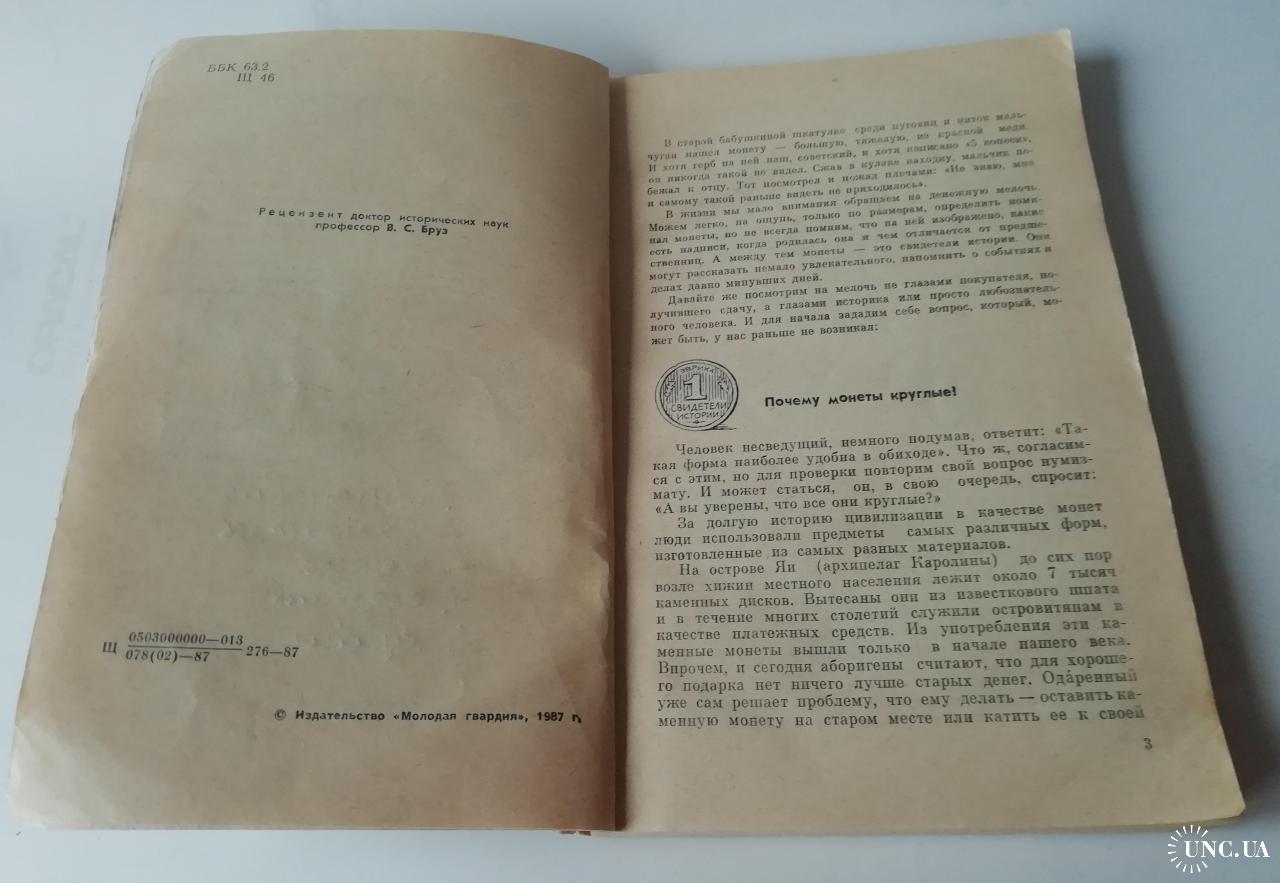 ББК 63.2
Щ 46
Рецензент доктор исторических наук
профессор В. С. Бруз
Щ 0503000000—013
078(02)—87 276—87
© Издательство «Молодая гвардия», 1987 г.
В старой бабушкиной шкатулке среди пуговиц и ниток маль-
чуган нашел монету — большую, тяжелую, из красной меди.
И хотя герб на ней наш, советский, и хотя написано «5 копеек»,
он никогда такой не видел. Сжав в кулаке находку, мальчик по-
бежал к отцу. Тот посмотрел и пожал плечами: «Не знаю, мне
и самому такой раньше видеть не приходилось».
В жизни мы мало внимания обращаем на денежную мелочь.
Можем легко, на ощупь, только по размерам, определить номи-
нал монеты, но не всегда помним, что на ней изображено, какие
есть надписи, когда родилась она и чем отличается от предше-
ственниц. А между тем монеты — это свидетели истории. Они
могут рассказать немало увлекательного, напомнить о событиях и
делах давно минувших дней.
Давайте же посмотрим на мелочь не глазами покупателя, по-
лучившего сдачу, а глазами историка или просто любознатель-
ного человека. И для начала зададим себе вопрос, который, мо-
жет быть, у нас раньше не возникал:
ЭВРИКА
1
СВИДЕТЕЛИ
ИСТОРИИ
Почему монеты круглые?
Человек несведущий, немного подумав, ответит: «Та-
кая форма наиболее удобна в обиходе». Что ж, согласим-
ся с этим, но для проверки повторим свой вопрос нумиз-
мату. И может статься, он, в свою очередь, спросит:
«А вы уверены, что все они круглые?»
За долгую историю цивилизации в качестве монет
люди использовали предметы самых различных форм,
изготовленные из самых разных материалов.
На острове Яп (архипелаг Каролины) до сих пор
возле хижин местного населения лежит около 7 тысяч
каменных дисков. Вытесаны они из известкового шпата
и в течение многих столетий служили островитянам в
качестве платежных средств. Из употребления эти ка-
менные монеты вышли только в начале нашего века.
Впрочем, и сегодня аборигены считают, что для хороше-
го подарка нет ничего лучше старых денег. Ода́ренный
уже сам решает проблему, что ему делать — оставить ка-
менную монету на старом месте или катить ее к своей
3
UNC.UA